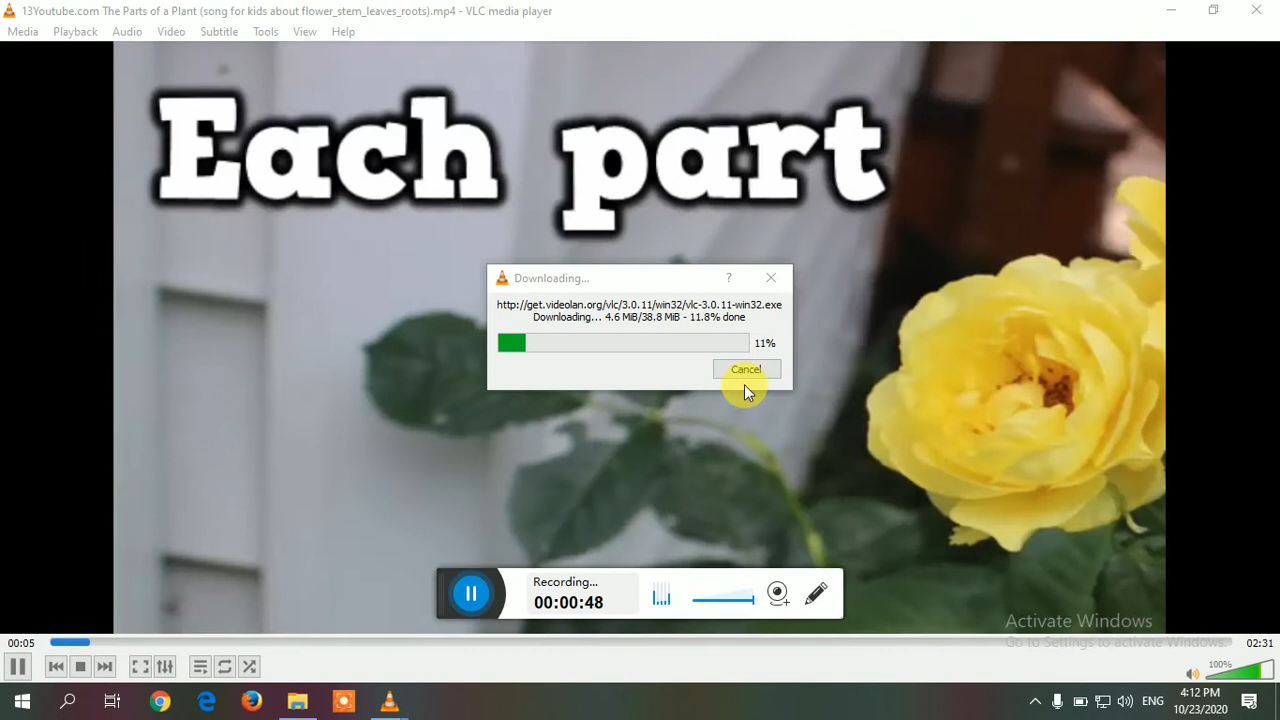 13Youtube.com The Parts of a Plant (song for kids about flower_stem_leaves_roots).mp4 - VLC media player
Media Playback Audio Video Subtitle Tools View Help
Each part
Downloading... ?
http://get.videolan.org/vlc/3.0.11/win32/vlc-3.0.11-win32.exe
Downloading... 4.6 MiB/38.8 MiB - 11.8% done
11%
Cancel
Recording...
00:00:48
Activate Windows
Go to Settings to activate Windows.
00:05 02:31
100%
ENG
4:12 PM
10/23/2020